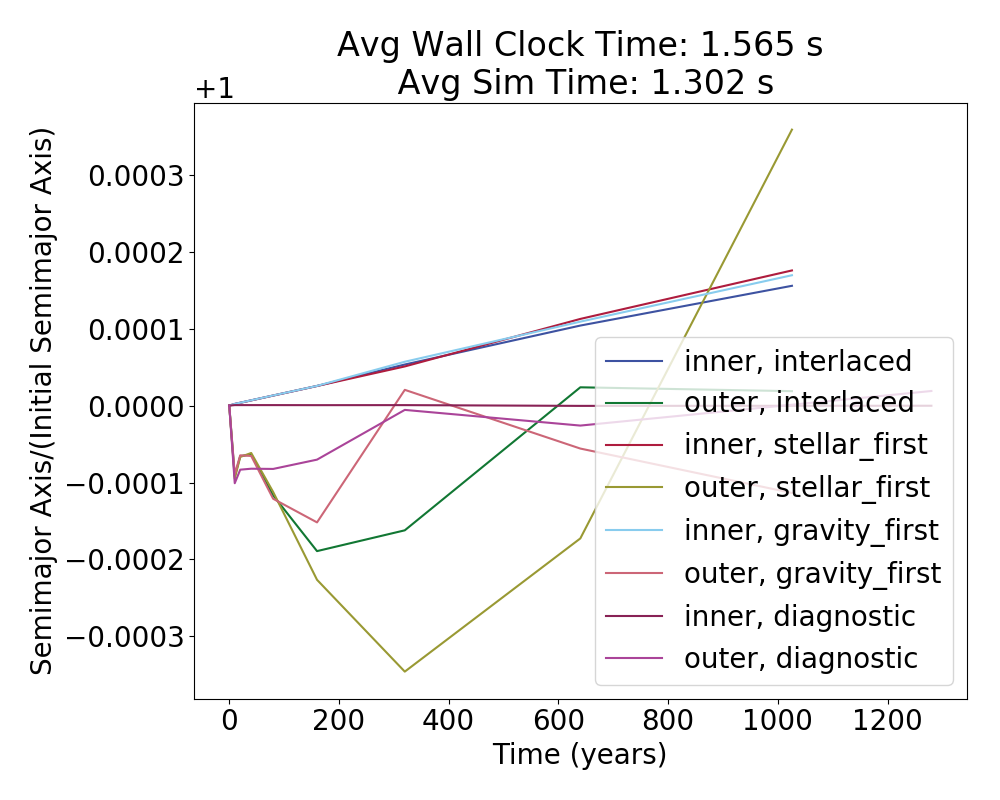 Avg Wall Clock Time: 1.565 s
Avg Sim Time: 1.302 s
+1
Semimajor Axis/(Initial Semimajor Axis)
0.0003
0.0002
0.0001
0.0000
−0.0001
−0.0002
−0.0003
inner, interlaced
outer, interlaced
inner, stellar_first
outer, stellar_first
inner, gravity_first
outer, gravity_first
inner, diagnostic
outer, diagnostic
0 200 400 600 800 1000 1200
Time (years)